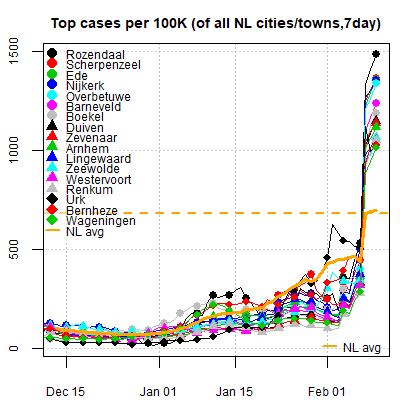 Top cases per 100K (of all NL cities/towns,7day)
1500
1000
500
0
Rozendaal
Scherpenzeel
Ede
Nijkerk
Overbetuwe
Barneveld
Boekel
Duiven
Zevenaar
Arnhem
Lingewaard
Zeewolde
Westervoort
Renkum
Urk
Bernheze
Wageningen
NL avg
NL avg
Dec 15
Jan 01
Jan 15
Feb 01